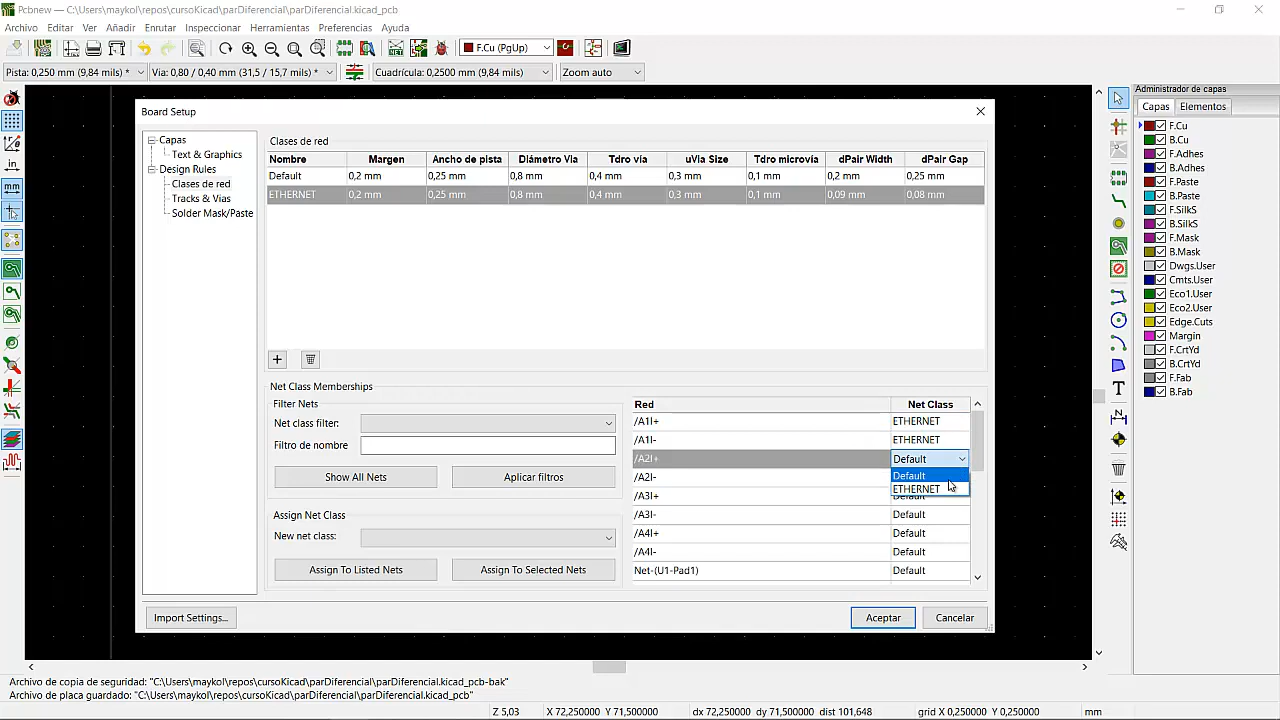 Pcbnew — C:\Users\maykol\repos\cursoKicad\parDiferencial\parDiferencial.kicad_pcb
Archivo Editar Ver Añadir Enrutar Inspeccionar Herramientas Preferencias Ayuda
F.Cu (PgUp)
Pista: 0,250 mm (9,84 mils) * Via: 0,80 / 0,40 mm (31,5 / 15,7 mils) * Cuadrícula: 0,2500 mm (9,84 mils) Zoom auto
Administrador de capas
Capas Elementos
F.Cu
B.Cu
F.Adhes
B.Adhes
F.Paste
B.Paste
F.SilkS
B.SilkS
F.Mask
B.Mask
Dwgs.User
Cmts.User
Eco1.User
Eco2.User
Edge.Cuts
Margin
F.CrtYd
B.CrtYd
F.Fab
B.Fab
in
mm
Board Setup
Capas
Text & Graphics
Design Rules
Clases de red
Tracks & Vias
Solder Mask/Paste
Clases de red
Nombre Margen Ancho de pista Diámetro Via Tdro vía uVia Size Tdro microvía dPair Width dPair Gap
Default 0,2 mm 0,25 mm 0,8 mm 0,4 mm 0,3 mm 0,1 mm 0,2 mm 0,25 mm
ETHERNET 0,2 mm 0,25 mm 0,8 mm 0,4 mm 0,3 mm 0,1 mm 0,09 mm 0,08 mm
+
Net Class Memberships
Filter Nets
Net class filter:
Filtro de nombre
Show All Nets Aplicar filtros
Assign Net Class
New net class:
Assign To Listed Nets Assign To Selected Nets
Red Net Class
/A1I+ ETHERNET
/A1I- ETHERNET
/A2I+ Default
/A2I- Default
ETHERNET
/A3I+ Default
/A3I- Default
/A4I+ Default
/A4I- Default
Net-(U1-Pad1) Default
Import Settings... Aceptar Cancelar
T
N
Archivo de copia de seguridad: "C:\Users\maykol\repos\cursoKicad\parDiferencial\parDiferencial.kicad_pcb-bak"
Archivo de placa guardado: "C:\Users\maykol\repos\cursoKicad\parDiferencial\parDiferencial.kicad_pcb"
Z 5,03 X 72,250000 Y 71,500000 dx 72,250000 dy 71,500000 dist 101,648 grid X 0,250000 Y 0,250000 mm